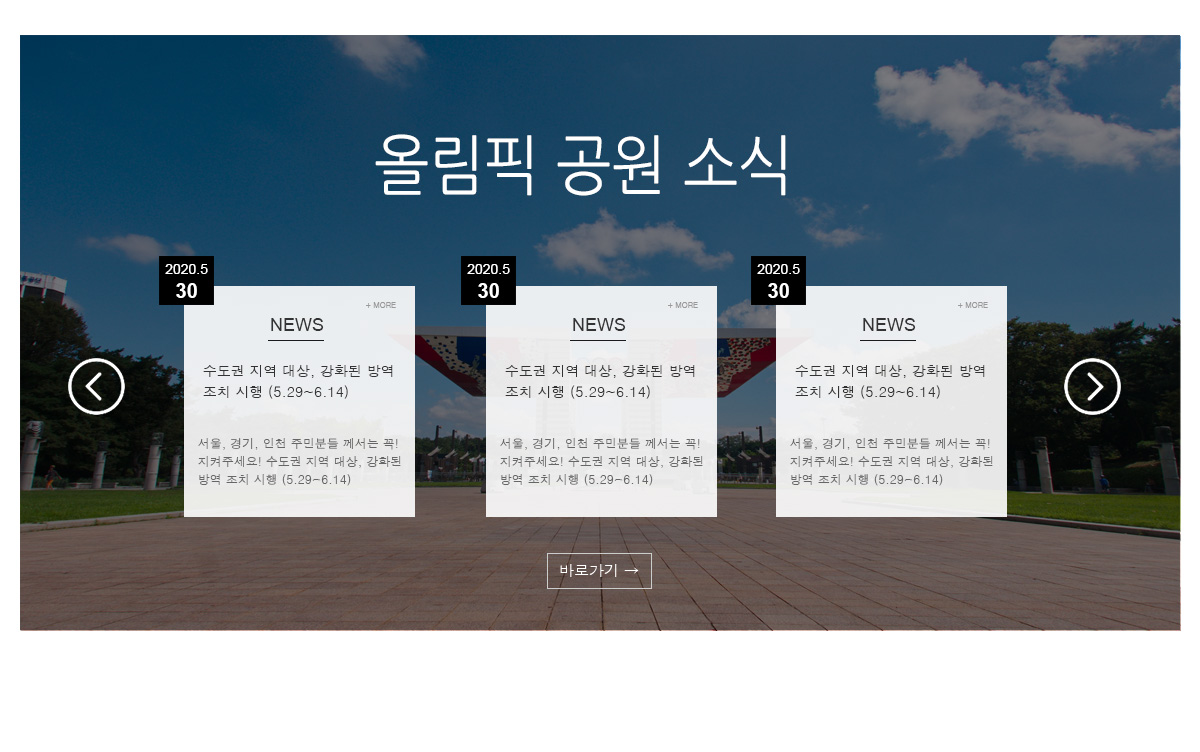 올림픽 공원 소식
2020.5
30
+ MORE
NEWS
수도권 지역 대상, 강화된 방역
조치 시행 (5.29~6.14)
서울, 경기, 인천 주민분들 께서는 꼭!
지켜주세요! 수도권 지역 대상, 강화된
방역 조치 시행 (5.29~6.14)
2020.5
30
+ MORE
NEWS
수도권 지역 대상, 강화된 방역
조치 시행 (5.29~6.14)
서울, 경기, 인천 주민분들 께서는 꼭!
지켜주세요! 수도권 지역 대상, 강화된
방역 조치 시행 (5.29~6.14)
2020.5
30
+ MORE
NEWS
수도권 지역 대상, 강화된 방역
조치 시행 (5.29~6.14)
서울, 경기, 인천 주민분들 께서는 꼭!
지켜주세요! 수도권 지역 대상, 강화된
방역 조치 시행 (5.29~6.14)
바로가기 →